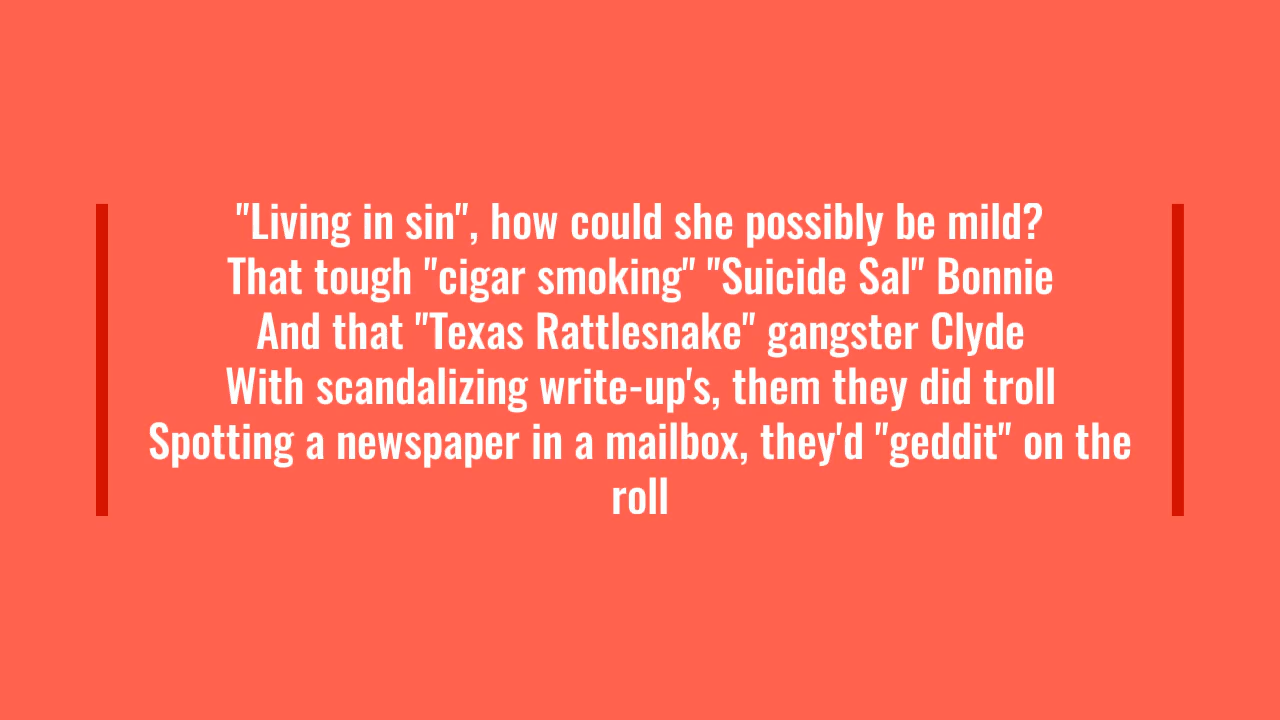 "Living in sin", how could she possibly be mild?
That tough "cigar smoking" "Suicide Sal" Bonnie
And that "Texas Rattlesnake" gangster Clyde
With scandalizing write-up's, them they did troll
Spotting a newspaper in a mailbox, they'd "geddit" on the
roll